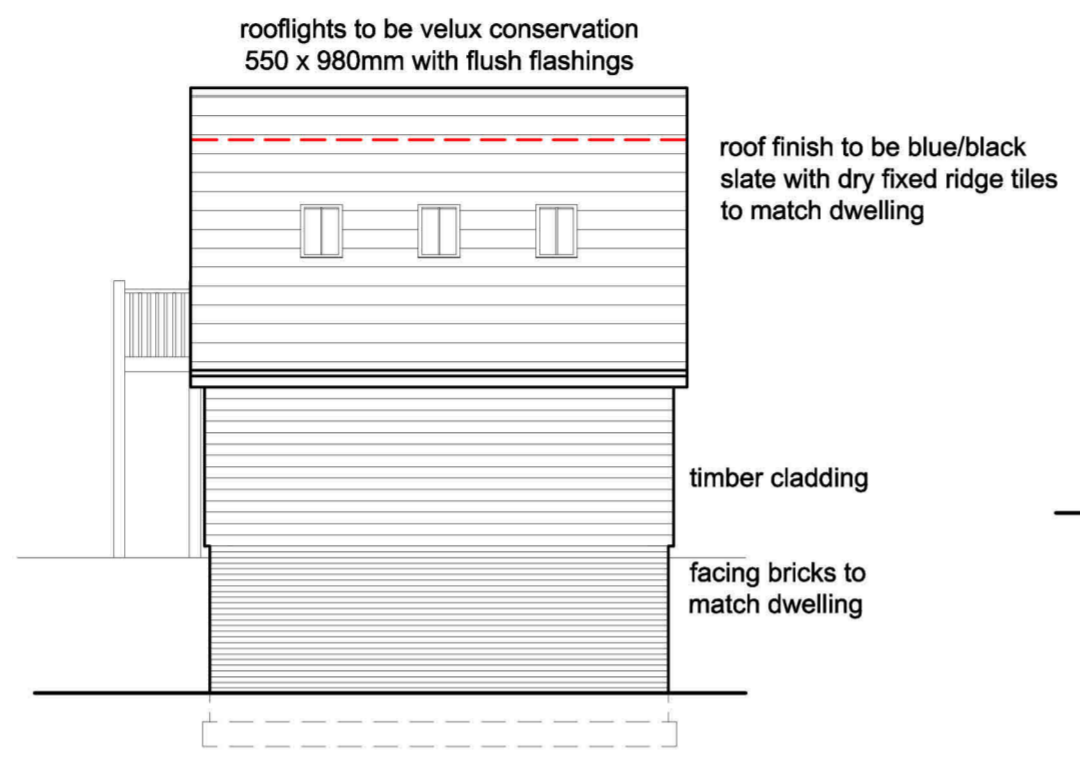 rooflights to be velux conservation
550 x 980mm with flush flashings
roof finish to be blue/black
slate with dry fixed ridge tiles
to match dwelling
timber cladding
facing bricks to
match dwelling